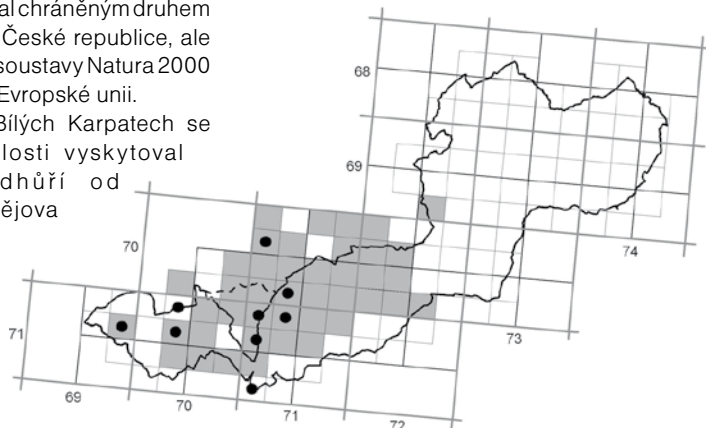 al chráněným druhem
České republice, ale
soustavy Natura 2000
Evropské unii.
Bílých Karpatech se
losti vyskytoval
dhůří od
ějova
68
69
70
71
69
70
71
72
73
74